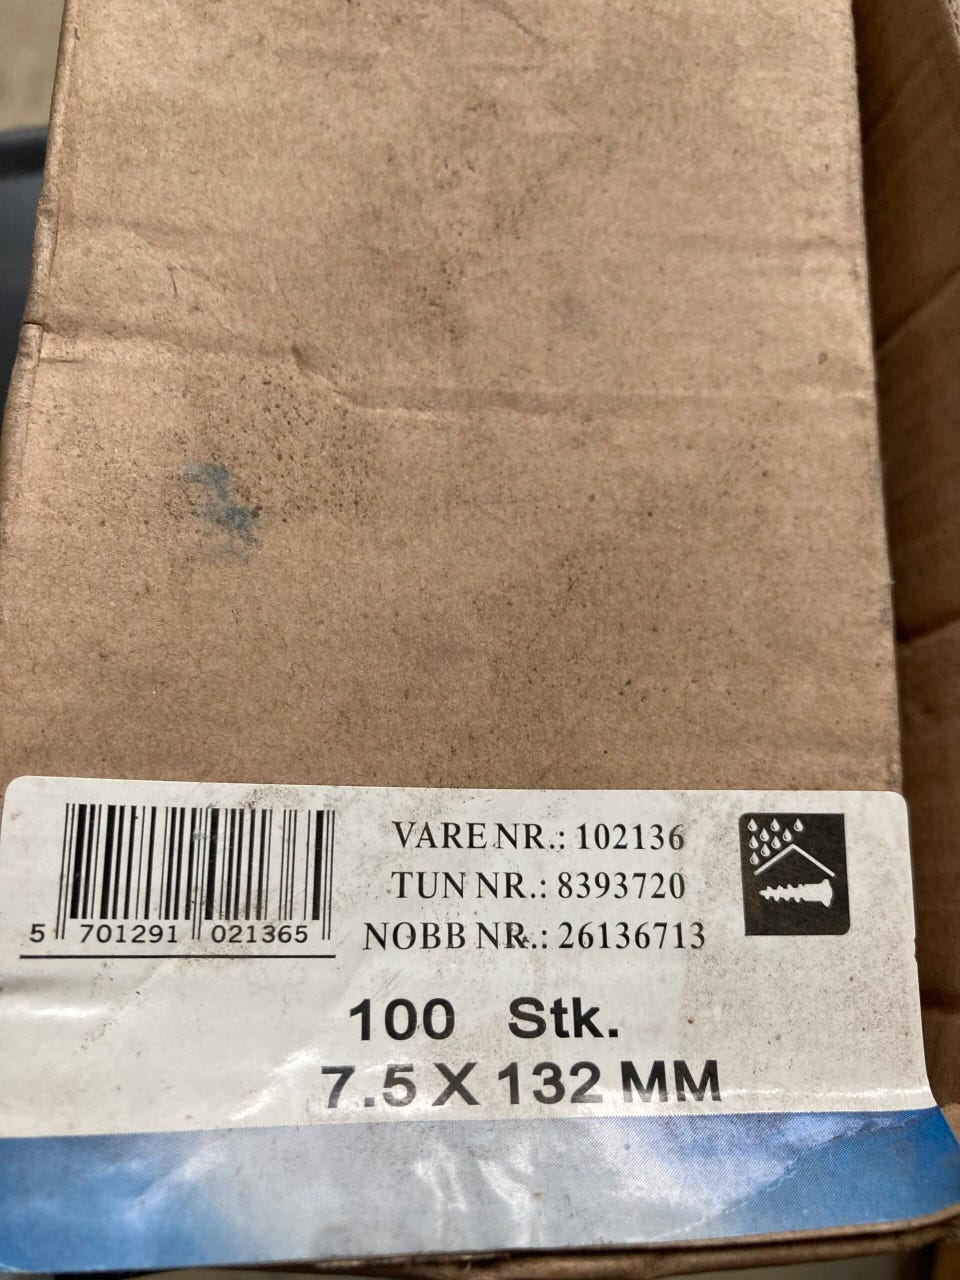 5 701291 021365
VARE NR.: 102136
TUN NR.: 8393720
NOBB NR.: 26136713
100 Stk.
7.5 X 132 MM